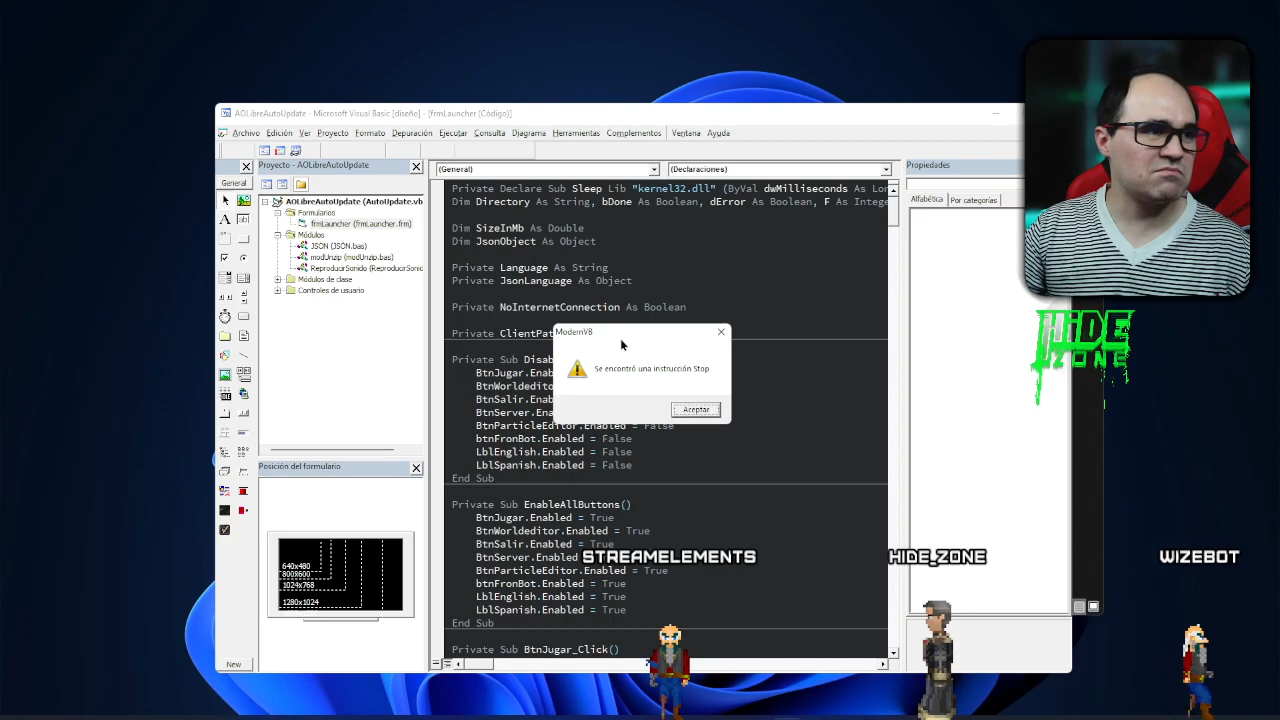 AOLibreAutoUpdate - Microsoft Visual Basic [diseño] - [frmLauncher (Código)]
Archivo Edición Ver Proyecto Formato Depuración Ejecutar Consulta Diagrama Herramientas Complementos Ventana Ayuda
General
Proyecto - AOLibreAutoUpdate
AOLibreAutoUpdate (AutoUpdate.vb
Formularios
frmLauncher (frmLauncher.frm)
Módulos
JSON (JSON.bas)
modUnzip (modUnzip.bas)
ReproducirSonido (ReproducirSonid
Módulos de clase
Controles de usuario
Posición del formulario
640x480
800x600
1024x768
1280x1024
New
(General) (Declaraciones)
Private Declare Sub Sleep Lib "kernel32.dll" (ByVal dwMilliseconds As Lon
Dim Directory As String, bDone As Boolean, dError As Boolean, F As Intege
Dim SizeInMb As Double
Dim JsonObject As Object
Private Language As String
Private JsonLanguage As Object
Private NoInternetConnection As Boolean
Private ClientPat
Private Sub Disab
BtnJugar.Enab
BtnWorldedito
BtnSalir.Enab
BtnServer.Ena
BtnParticleEditor.Enabled = False
btnFronBot.Enabled = False
LblEnglish.Enabled = False
LblSpanish.Enabled = False
End Sub
Private Sub EnableAllButtons()
BtnJugar.Enabled = True
BtnWorldeditor.Enabled = True
BtnSalir.Enabled = True
BtnServer.Enabled
BtnParticleEditor.Enabled = True
btnFronBot.Enabled = True
LblEnglish.Enabled = True
LblSpanish.Enabled = True
End Sub
Private Sub BtnJugar_Click()
ModernVB
Se encontró una instrucción Stop
Aceptar
Propiedades
Alfabética Por categorías
HiDE
ZONE
STREAMELEMENTS
HIDE_ZONE
WIZEBOT